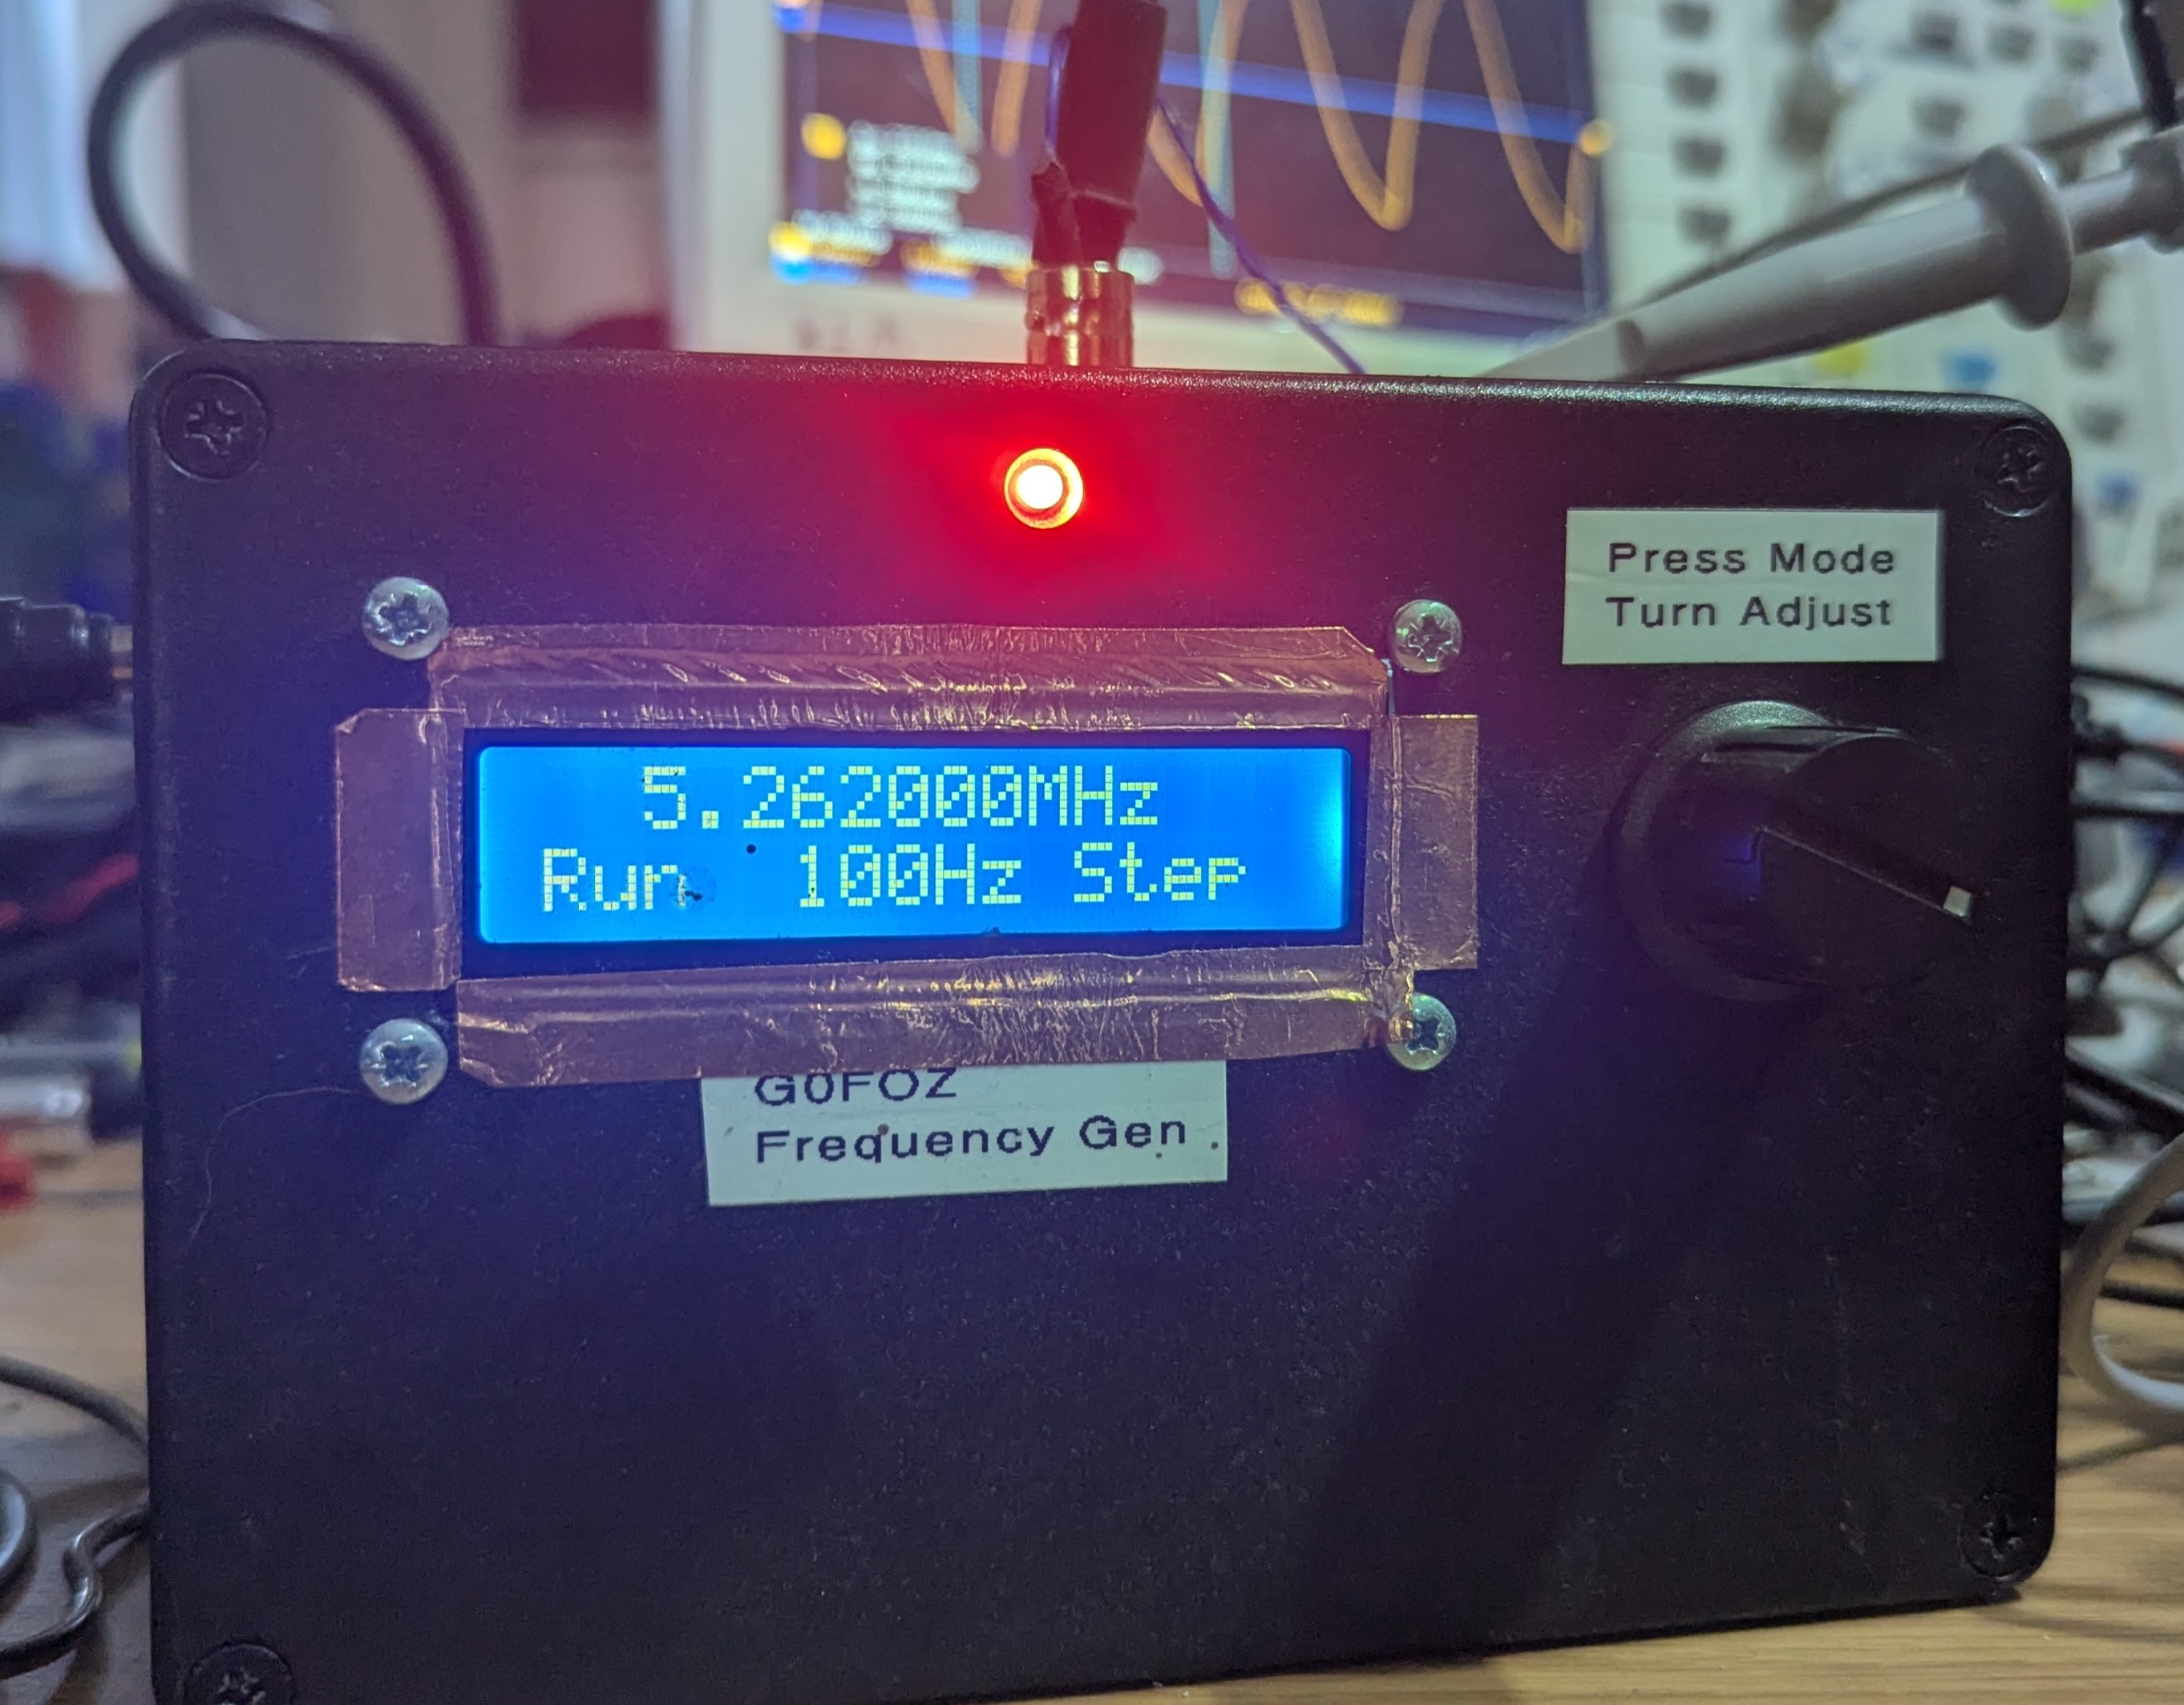 Press Mode
Turn Adjust
5.262000MHz
Run 100Hz Step
G0FOZ
Frequency Gen